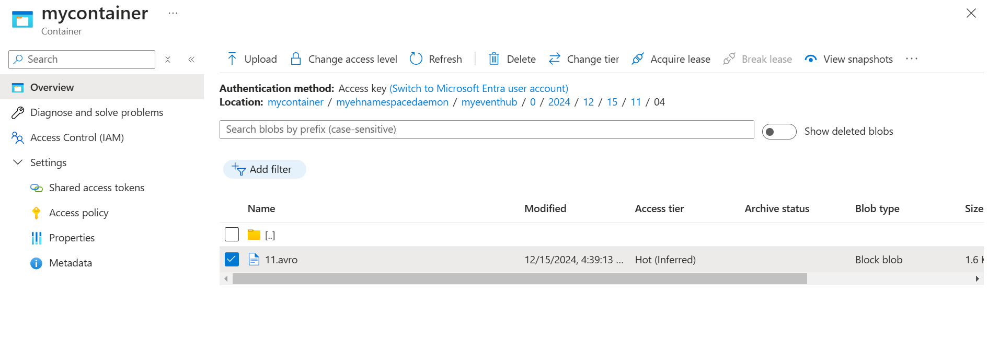 mycontainer ...
Container
Search
Overview
Diagnose and solve problems
Access Control (IAM)
Settings
Shared access tokens
Access policy
Properties
Metadata
Upload Change access level Refresh Delete Change tier Acquire lease Break lease View snapshots ...
Authentication method: Access key (Switch to Microsoft Entra user account)
Location: mycontainer / myehnamespacedaemon / myeventhub / 0 / 2024 / 12 / 15 / 11 / 04
Search blobs by prefix (case-sensitive)
Show deleted blobs
Add filter
Name Modified Access tier Archive status Blob type Size
[..]
11.avro 12/15/2024, 4:39:13 ... Hot (Inferred) Block blob 1.6